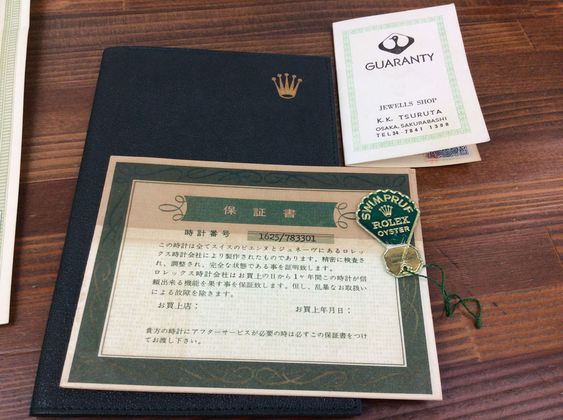 GUARANTY
JEWELLS SHOP
K.K. TSURUTA
OSAKA, SAKURABASHI
TEL 34-7841 1388
保証書
時計番号 1625/783301
この時計は全てスイスのビエンヌとジュネーヴにあるロレッ
クス時計会社により製作されたものであります。精密に検査さ
れ、調整され、完全な状態である事を証明致します。
ロレックス時計会社はお買上の日から1ヶ年間この時計が信
頼出来る機能を果す事を保証致します。但し、乱暴なお取扱い
による故障を除きます。
お買上店: お買上年月日:
貴方の時計にアフターサービスが必要の時は必ずこの保証書をつけ
てお渡し下さい。
SWIMPRUF
ROLEX
OYSTER